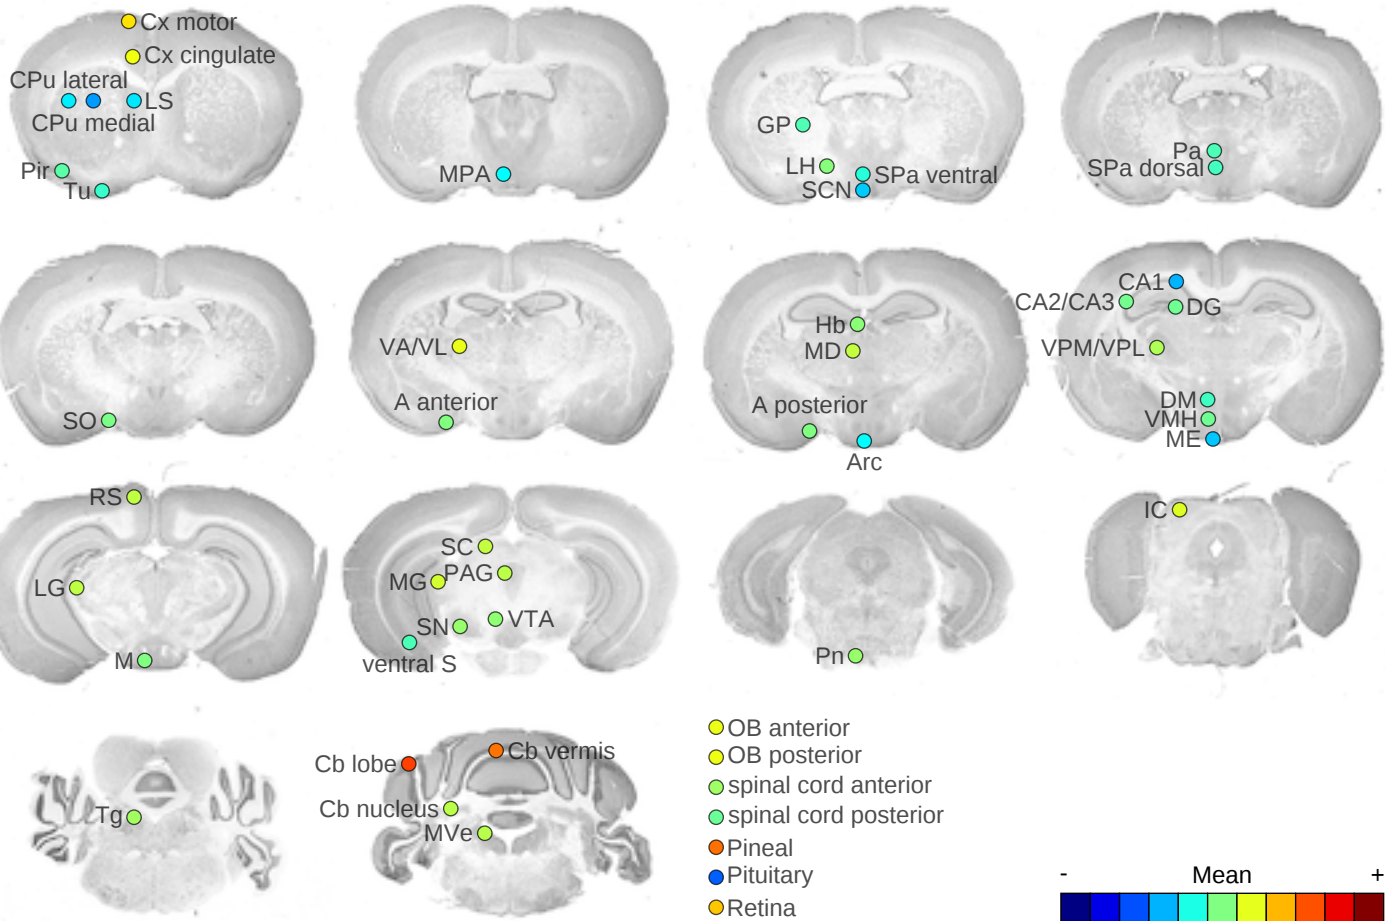 Cx motor
Cx cingulate
CPu lateral
LS
CPu medial
Pir
Tu
MPA
GP
LH
SPa ventral
SCN
Pa
SPa dorsal
SO
VA/VL
A anterior
Hb
MD
A posterior
Arc
CA1
CA2/CA3
DG
VPM/VPL
DM
VMH
ME
RS
LG
M
SC
MG
PAG
SN
VTA
ventral S
Pn
IC
Tg
Cb lobe
Cb vermis
Cb nucleus
MVe
OB anterior
OB posterior
spinal cord anterior
spinal cord posterior
Pineal
Pituitary
Retina
- Mean +